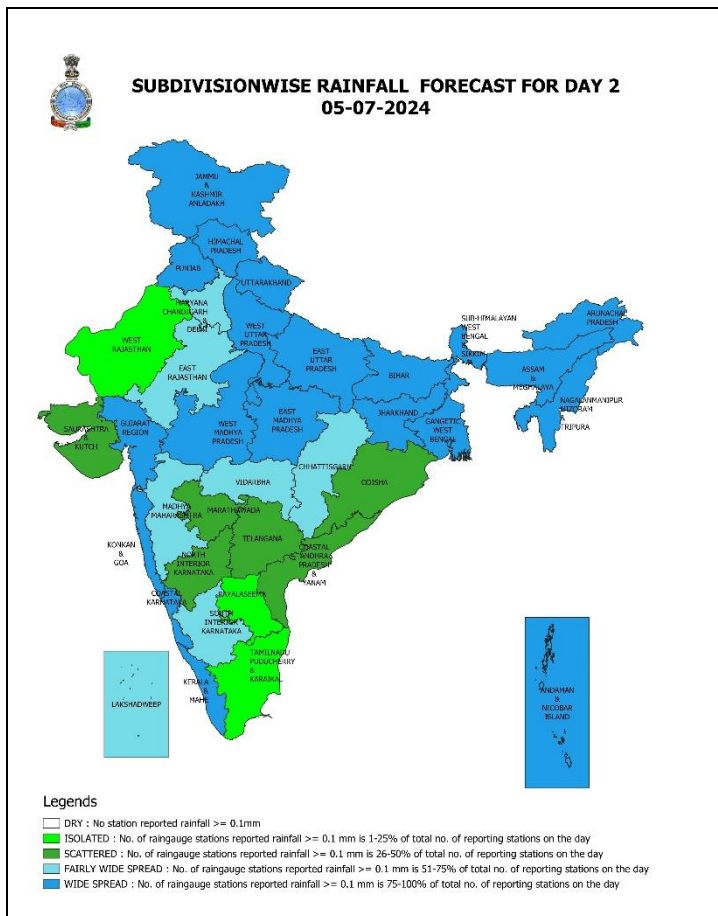 SUBDIVISIONWISE RAINFALL FORECAST FOR DAY 2
05-07-2024
JAMMU
&
KASHMIR
ANLADAKH
HIMACHAL
PRADESH
PUNJAB
UTTARAKHAND
HARYANA
CHANDIGARH
&
DELHI
WEST
UTTAR
PRADESH
SUB-HIMALAYAN
WEST
BENGAL
&
SIKKIM
ARUNACHAL
PRADESH
WEST
RAJASTHAN
EAST
RAJASTHAN
EAST
UTTAR
PRADESH
BIHAR
ASSAM
&
MEGHALAYA
NAGALANMANIPUR
MIZORAM
&
TRIPURA
SAURASHTRA
&
KUTCH
GUJARAT
REGION
WEST
MADHYA
PRADESH
EAST
MADHYA
PRADESH
JHARKHAND
GANGETIC
WEST
BENGAL
CHHATTISGARH
ODISHA
VIDARBHA
MADHYA
MAHARASHTRA
MARATHAWADA
TELANGANA
KONKAN
&
GOA
NORTH
INTERIOR
KARNATAKA
COASTAL
ANDHRA
PRADESH
&
YANAM
COASTAL
KARNATAKA
RAYALASEEMA
SOUTH
INTERIOR
KARNATAKA
TAMILNADU
PUDUCHERRY
&
KARAIKAL
KERALA
&
MAHE
LAKSHADWEEP
ANDAMAN
&
NICOBAR
ISLAND
Legends
DRY : No station reported rainfall >= 0.1mm
ISOLATED : No. of raingauge stations reported rainfall >= 0.1 mm is 1-25% of total no. of reporting stations on the day
SCATTERED : No. of raingauge stations reported rainfall >= 0.1 mm is 26-50% of total no. of reporting stations on the day
FAIRLY WIDE SPREAD : No. of raingauge stations reported rainfall >= 0.1 mm is 51-75% of total no. of reporting stations on the day
WIDE SPREAD : No. of raingauge stations reported rainfall >= 0.1 mm is 75-100% of total no. of reporting stations on the day